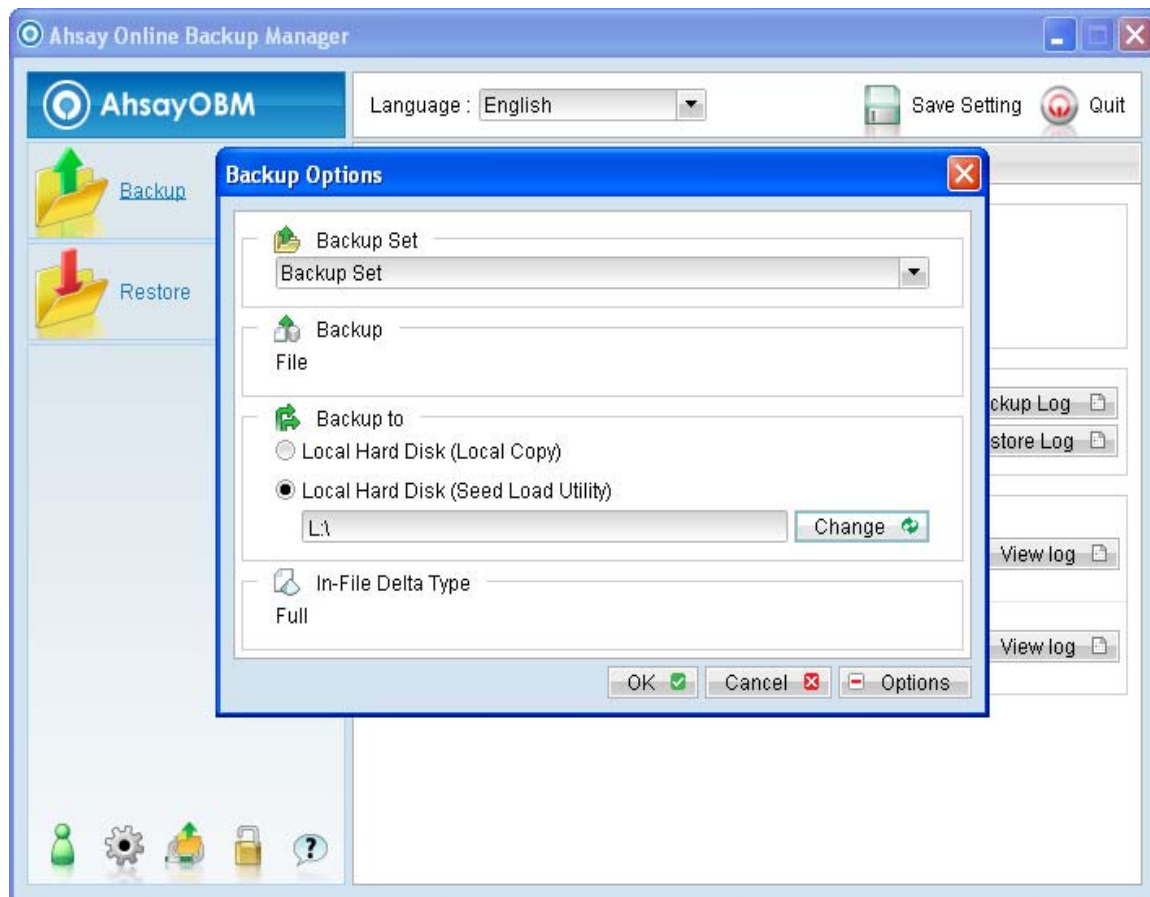 Ahsay Online Backup Manager
AhsayOBM
Language : English
Save Setting
Quit
Backup
Restore
Backup Options
Backup Set
Backup Set
Backup
File
Backup to
Local Hard Disk (Local Copy)
Local Hard Disk (Seed Load Utility)
L:\
Change
In-File Delta Type
Full
OK
Cancel
Options
ckup Log
store Log
View log
View log